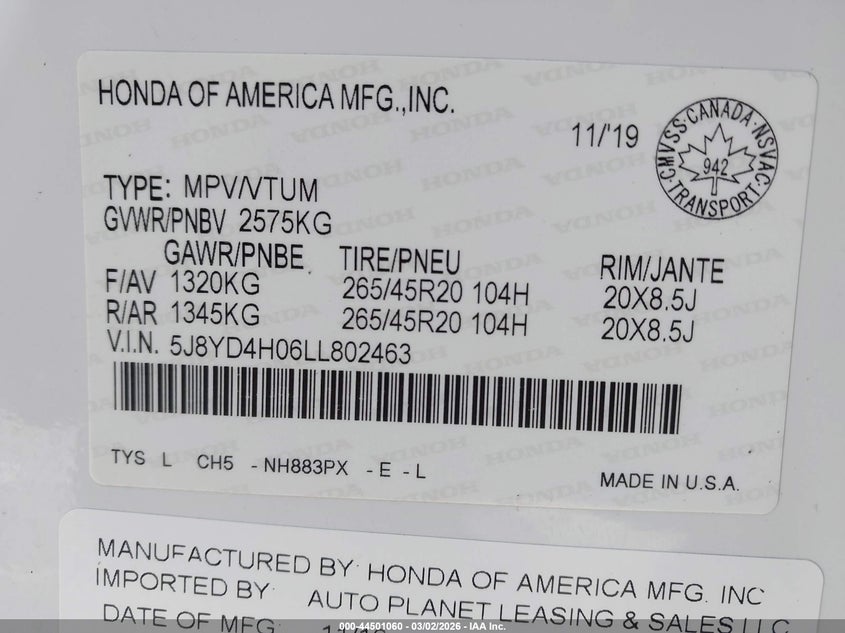 HONDA OF AMERICA MFG.,INC.
11/'19
CMVSS·CANADA·NSVAC
942
·TRANSPORT·
TYPE: MPV/VTUM
GVWR/PNBV 2575KG
GAWR/PNBE TIRE/PNEU RIM/JANTE
F/AV 1320KG 265/45R20 104H 20X8.5J
R/AR 1345KG 265/45R20 104H 20X8.5J
V.I.N. 5J8YD4H06LL802463
TYS L CH5 -NH883PX -E -L
MADE IN U.S.A.
MANUFACTURED BY: HONDA OF AMERICA MFG. INC
IMPORTED BY: AUTO PLANET LEASING & SALES LLC
DATE OF MFG:
000-44501060 - 03/02/2026 - IAA Inc.